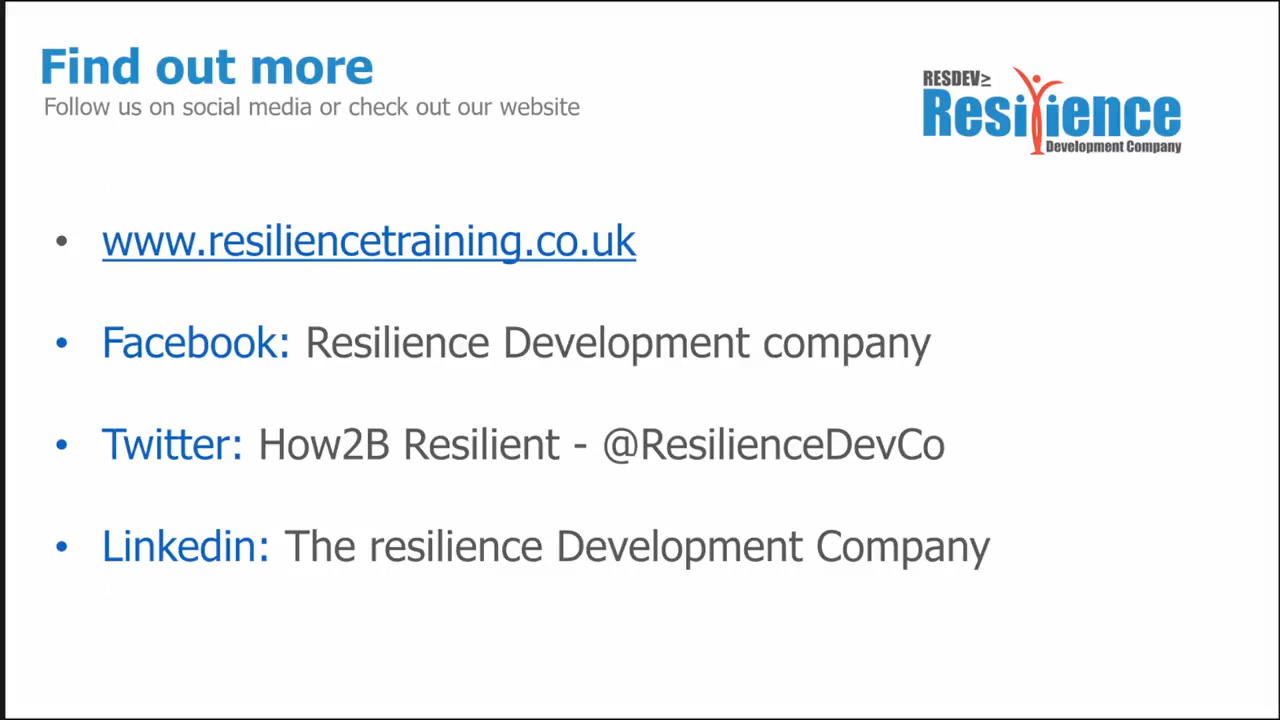 Find out more
Follow us on social media or check out our website
RESDEV≥
Resilience
Development Company
• www.resiliencetraining.co.uk
• Facebook: Resilience Development company
• Twitter: How2B Resilient - @ResilienceDevCo
• Linkedin: The resilience Development Company